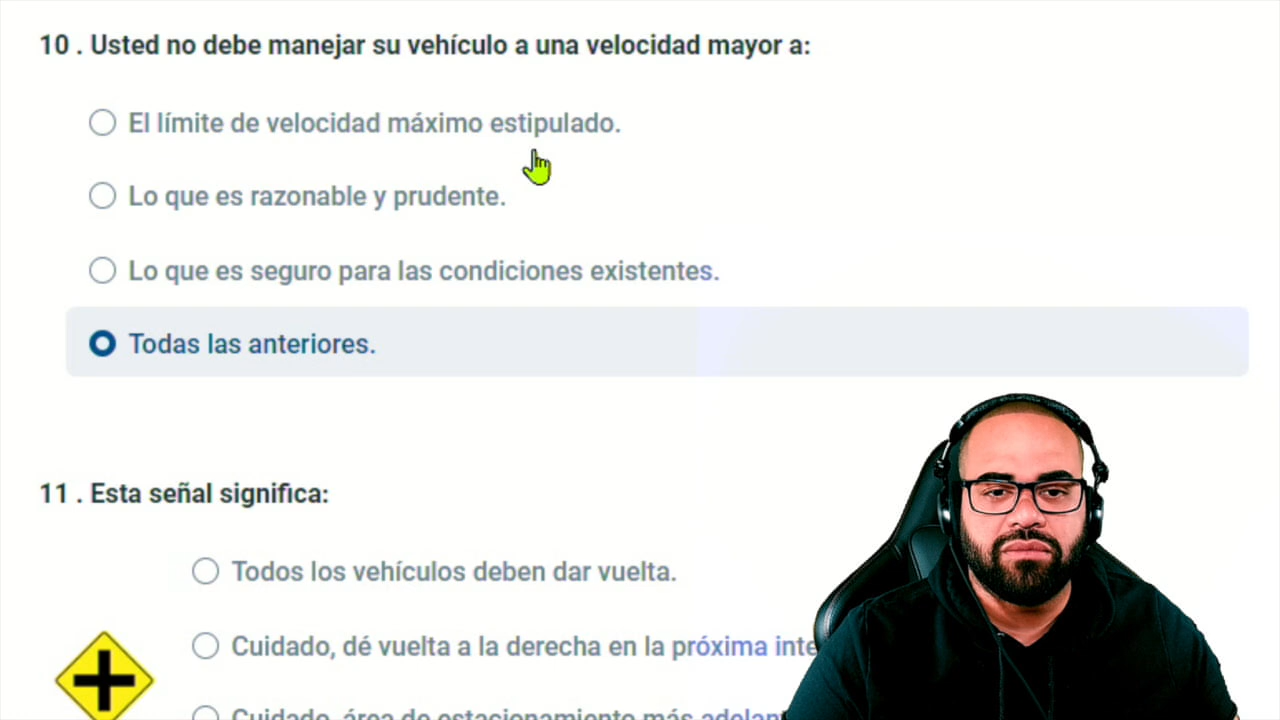 10 . Usted no debe manejar su vehículo a una velocidad mayor a:
El límite de velocidad máximo estipulado.
Lo que es razonable y prudente.
Lo que es seguro para las condiciones existentes.
Todas las anteriores.
11 . Esta señal significa:
Todos los vehículos deben dar vuelta.
Cuidado, dé vuelta a la derecha en la próxima inte
Cuidado, área de estacionamiento más adelan